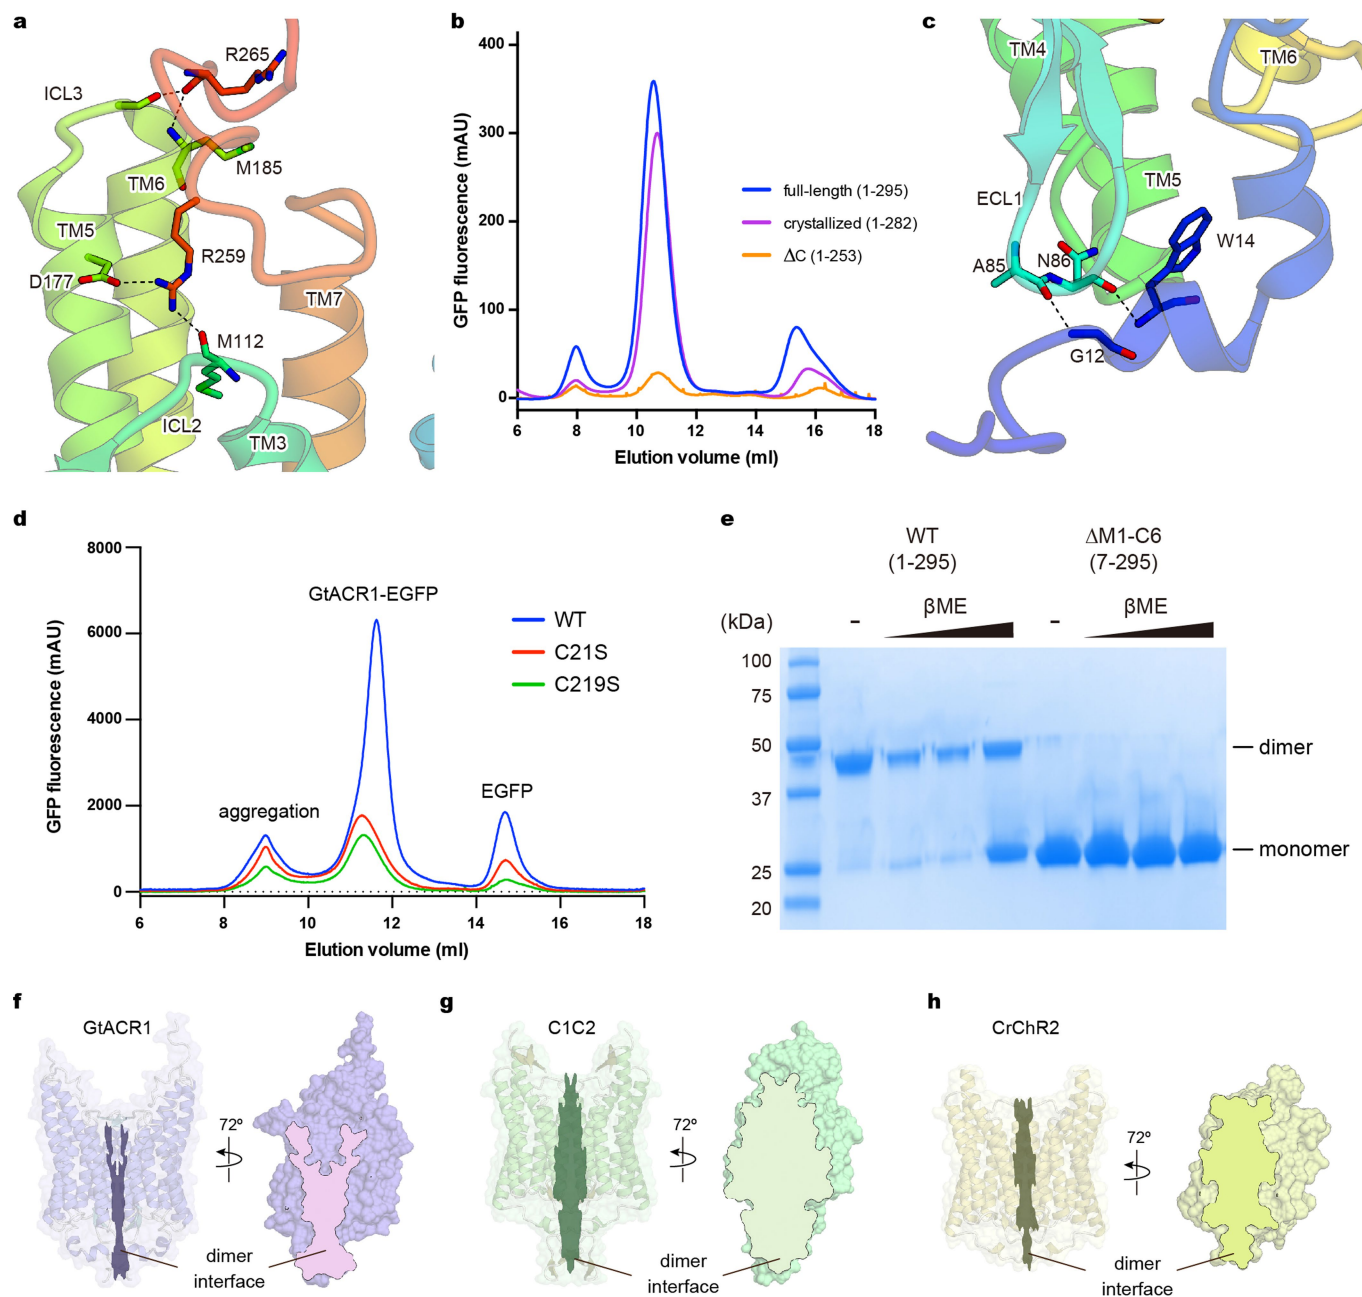 a
R265
ICL3
M185
TM6
TM5
R259
D177
TM7
M112
ICL2
TM3
b
400
300
200
100
0
GFP fluorescence (mAU)
full-length (1-295)
crystallized (1-282)
ΔC (1-253)
6 8 10 12 14 16 18
Elution volume (ml)
c
TM4
TM6
TM5
ECL1
W14
N86
A85
G12
d
8000
6000
4000
2000
0
GFP fluorescence (mAU)
GtACR1-EGFP
WT
C21S
C219S
aggregation
EGFP
6 8 10 12 14 16 18
Elution volume (ml)
e
WT ΔM1-C6
(1-295) (7-295)
βME βME
(kDa) – –
100
75
50
37
25
20
dimer
monomer
f
GtACR1
72º
dimer
interface
g
C1C2
72º
dimer
interface
h
CrChR2
72º
dimer
interface